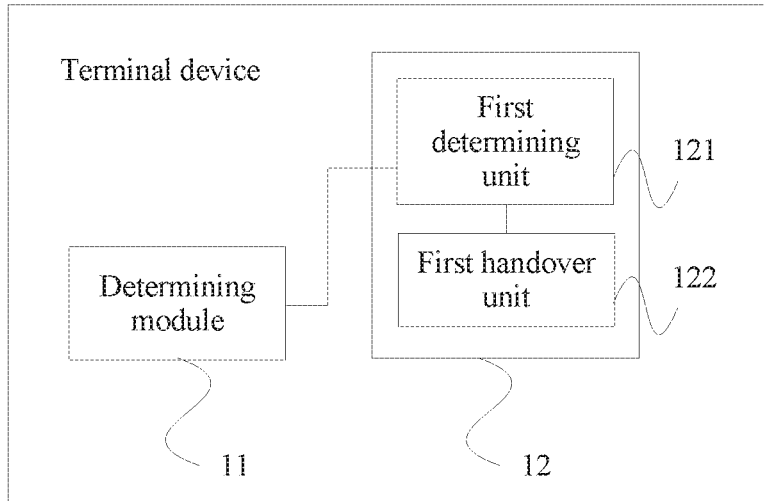 Terminal device
First
determining
unit
121
First handover
unit
122
Determining
module
11
12